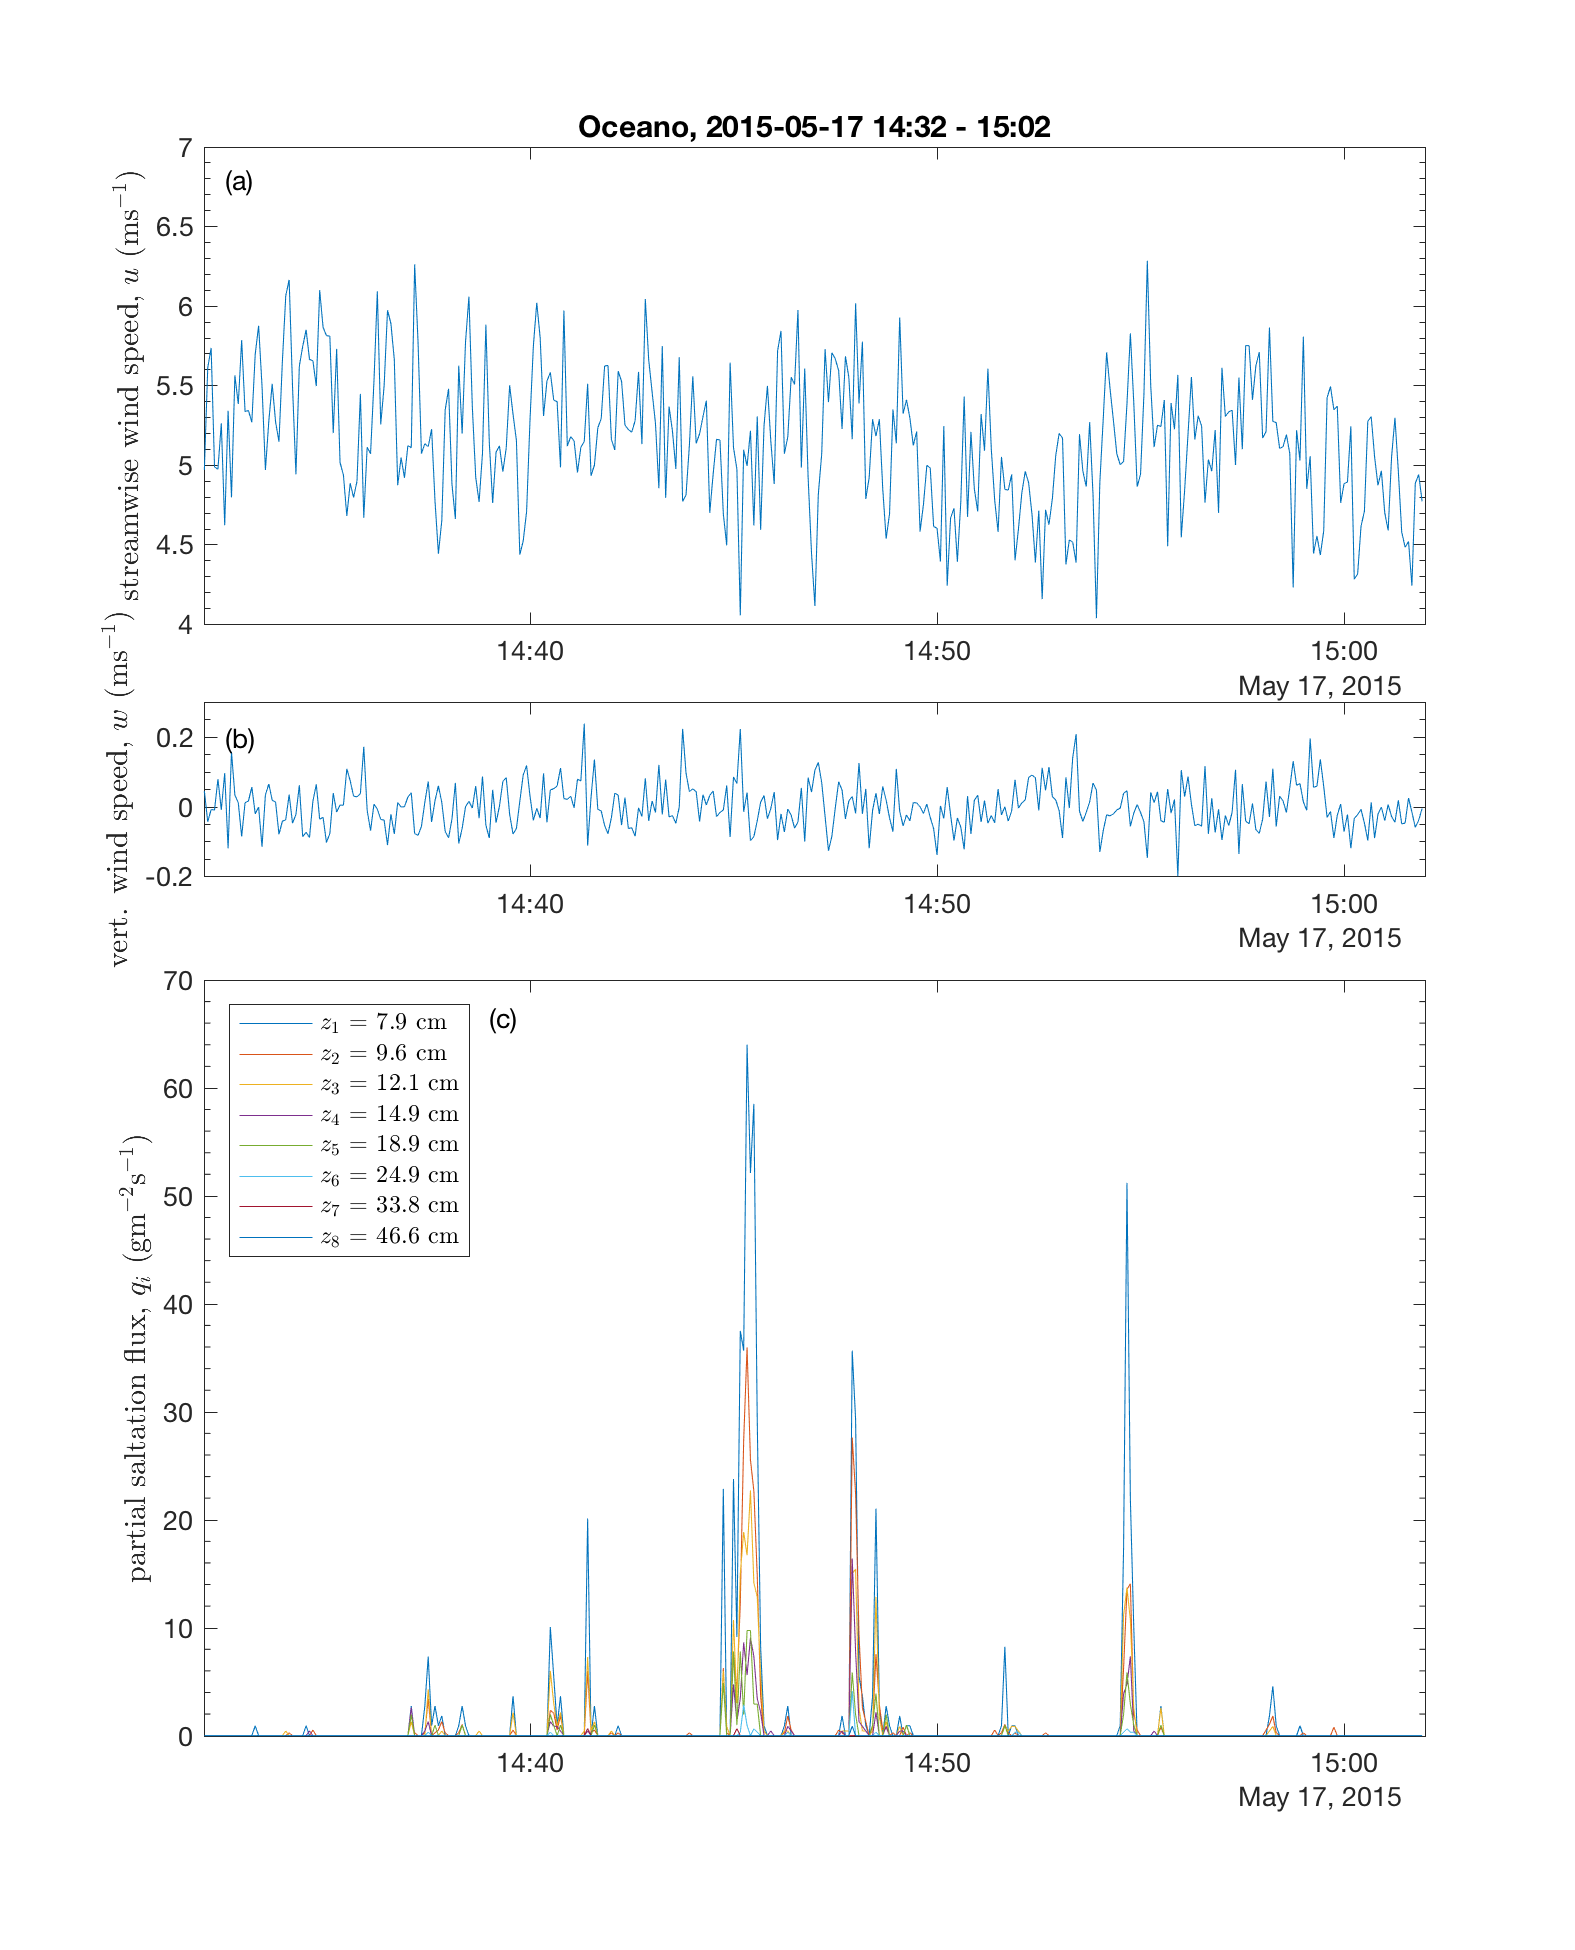 Oceano, 2015-05-17 14:32 - 15:02
(a)
streamwise wind speed, u (ms⁻¹)
7
6.5
6
5.5
5
4.5
4
14:40 14:50 15:00
May 17, 2015
(b)
vert. wind speed, w (ms⁻¹)
0.2
0
-0.2
14:40 14:50 15:00
May 17, 2015
(c)
partial saltation flux, qᵢ (gm⁻²s⁻¹)
70
60
50
40
30
20
10
0
z₁ = 7.9 cm
z₂ = 9.6 cm
z₃ = 12.1 cm
z₄ = 14.9 cm
z₅ = 18.9 cm
z₆ = 24.9 cm
z₇ = 33.8 cm
z₈ = 46.6 cm
14:40 14:50 15:00
May 17, 2015